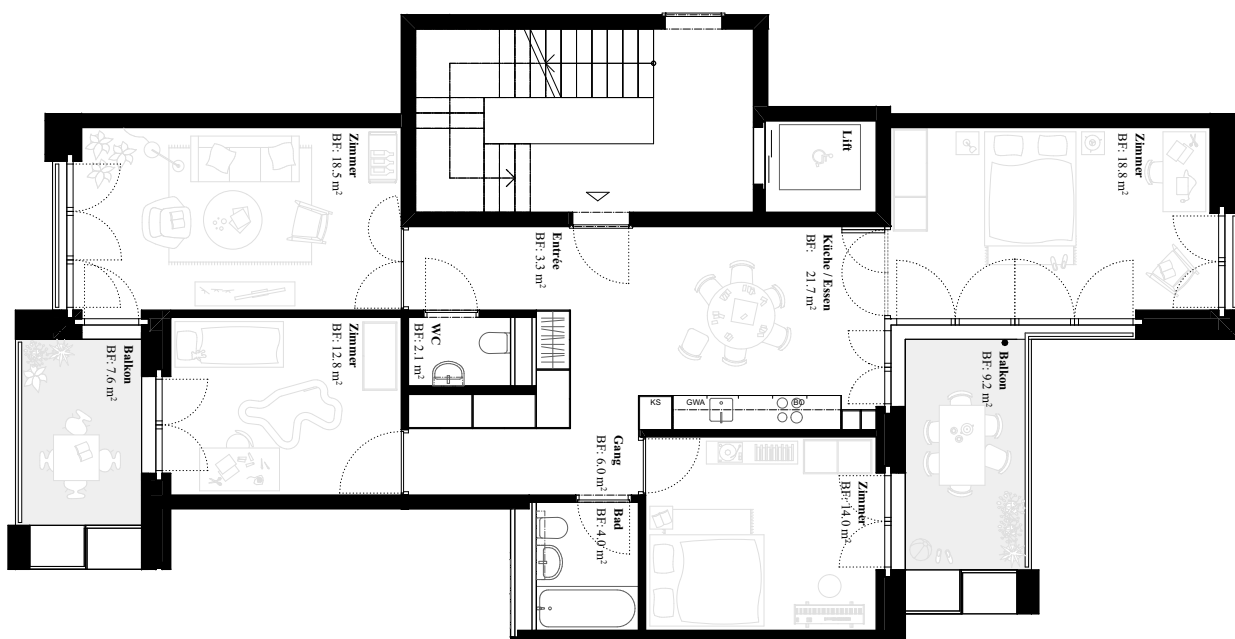 Zimmer
BF: 18.5 m²
Entrée
BF: 3.3 m²
Küche / Essen
BF: 21.7 m²
Lift
Zimmer
BF: 18.8 m²
Balkon
BF: 7.6 m²
Zimmer
BF: 12.8 m²
WC
BF: 2.1 m²
Balkon
BF: 9.2 m²
KS
GWA
BO
Gang
BF: 6.0 m²
Bad
BF: 4.0 m²
Zimmer
BF: 14.0 m²